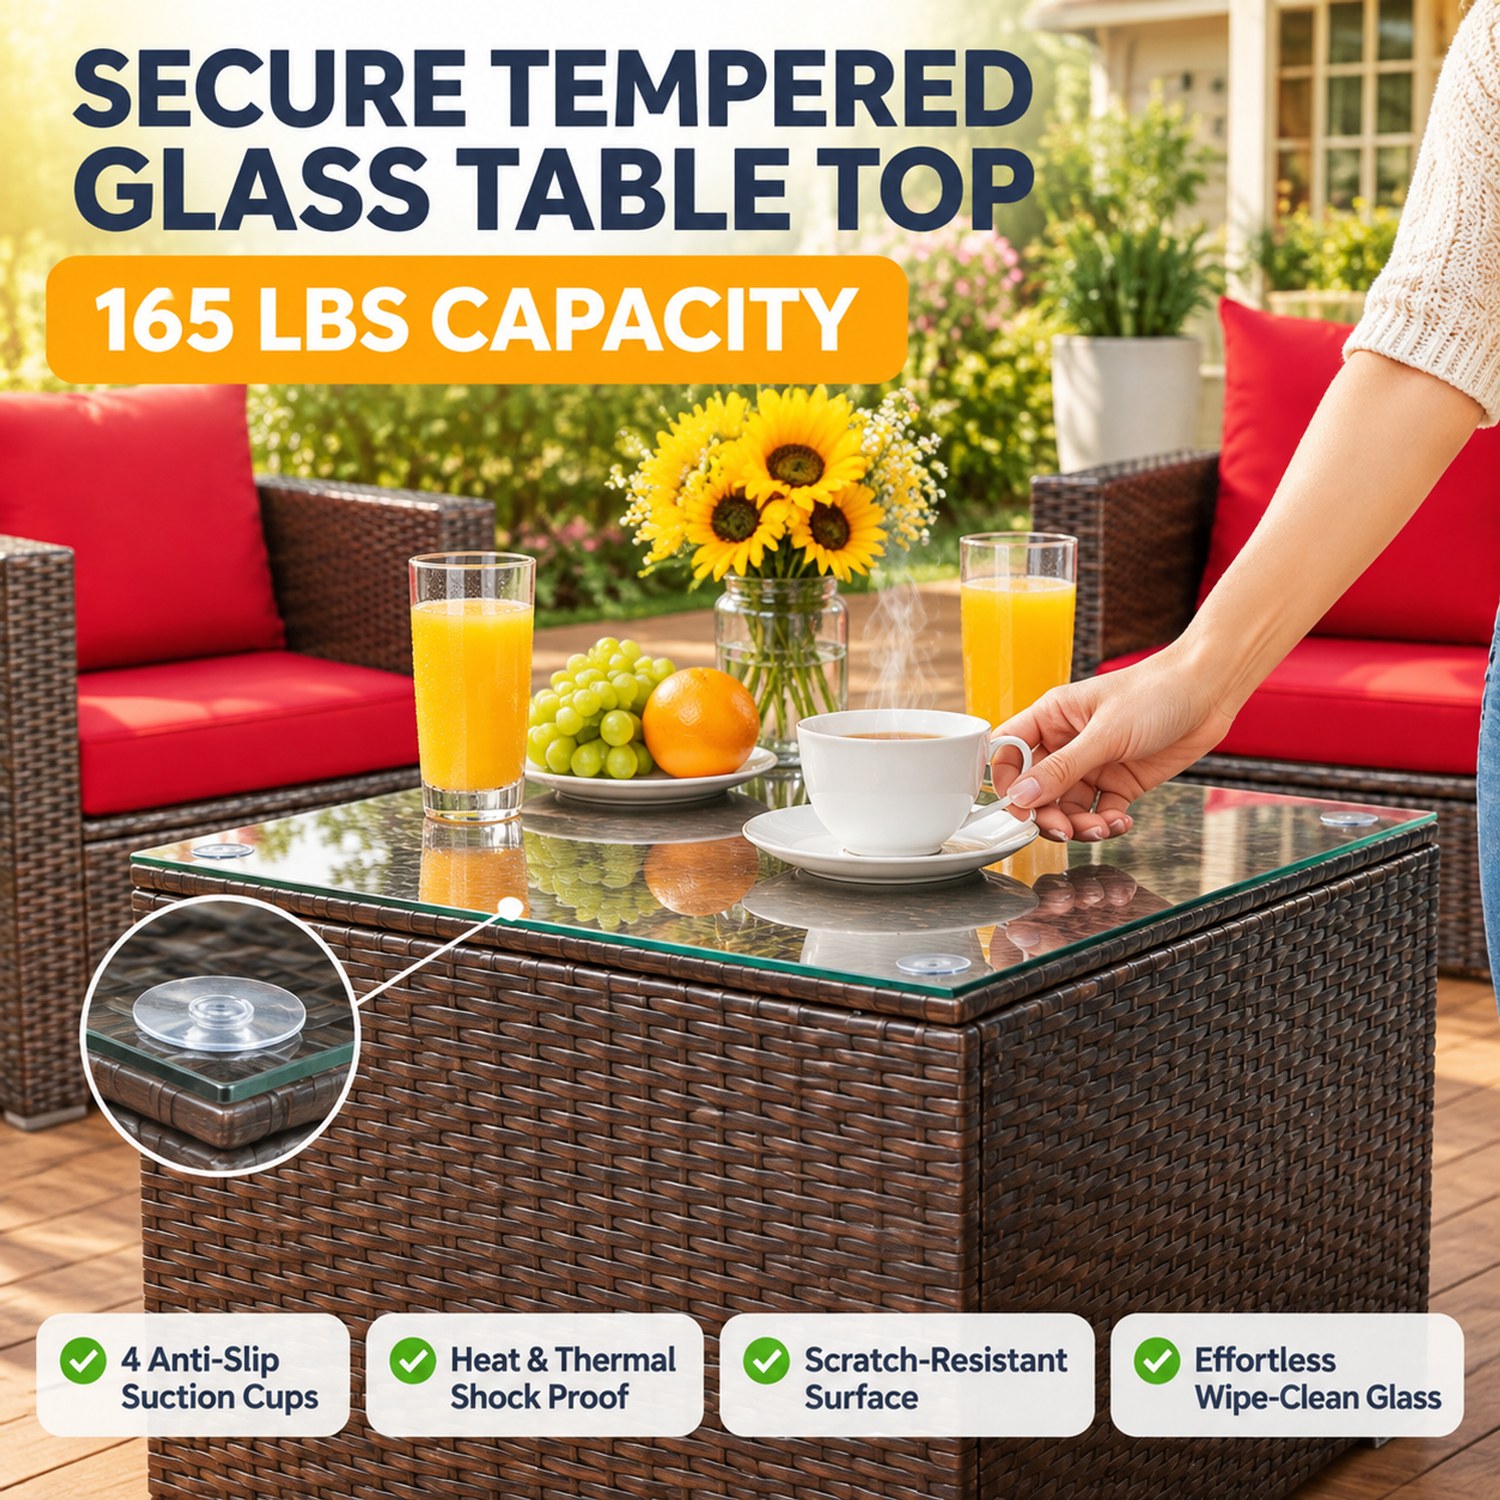 SECURE TEMPERED
GLASS TABLE TOP
165 LBS CAPACITY
4 Anti-Slip
Suction Cups
Heat & Thermal
Shock Proof
Scratch-Resistant
Surface
Effortless
Wipe-Clean Glass